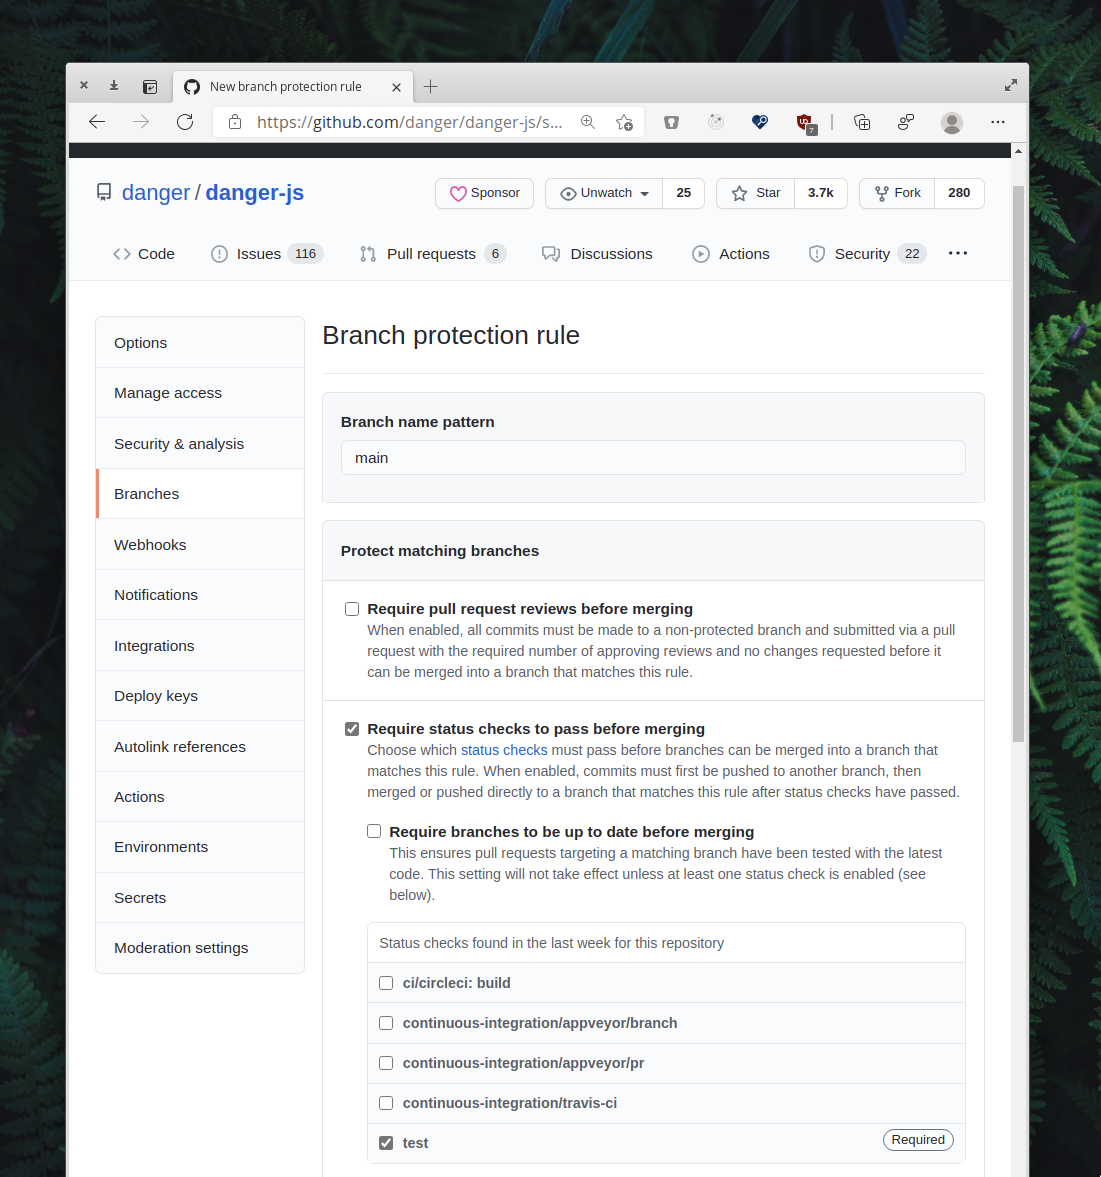 New branch protection rule
https://github.com/danger/danger-js/s...
7
danger / danger-js
Sponsor
Unwatch 25
Star 3.7k
Fork 280
Code
Issues 116
Pull requests 6
Discussions
Actions
Security 22
Options
Manage access
Security & analysis
Branches
Webhooks
Notifications
Integrations
Deploy keys
Autolink references
Actions
Environments
Secrets
Moderation settings
Branch protection rule
Branch name pattern
main
Protect matching branches
Require pull request reviews before merging
When enabled, all commits must be made to a non-protected branch and submitted via a pull
request with the required number of approving reviews and no changes requested before it
can be merged into a branch that matches this rule.
Require status checks to pass before merging
Choose which status checks must pass before branches can be merged into a branch that
matches this rule. When enabled, commits must first be pushed to another branch, then
merged or pushed directly to a branch that matches this rule after status checks have passed.
Require branches to be up to date before merging
This ensures pull requests targeting a matching branch have been tested with the latest
code. This setting will not take effect unless at least one status check is enabled (see
below).
Status checks found in the last week for this repository
ci/circleci: build
continuous-integration/appveyor/branch
continuous-integration/appveyor/pr
continuous-integration/travis-ci
test Required